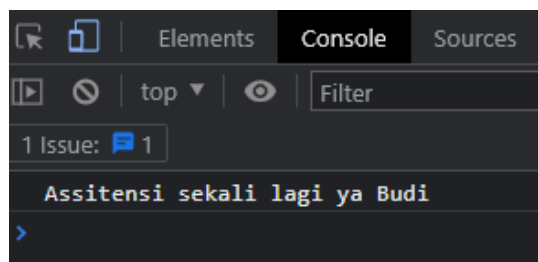 Elements Console Sources
top Filter
1 Issue: 1
Assitensi sekali lagi ya Budi